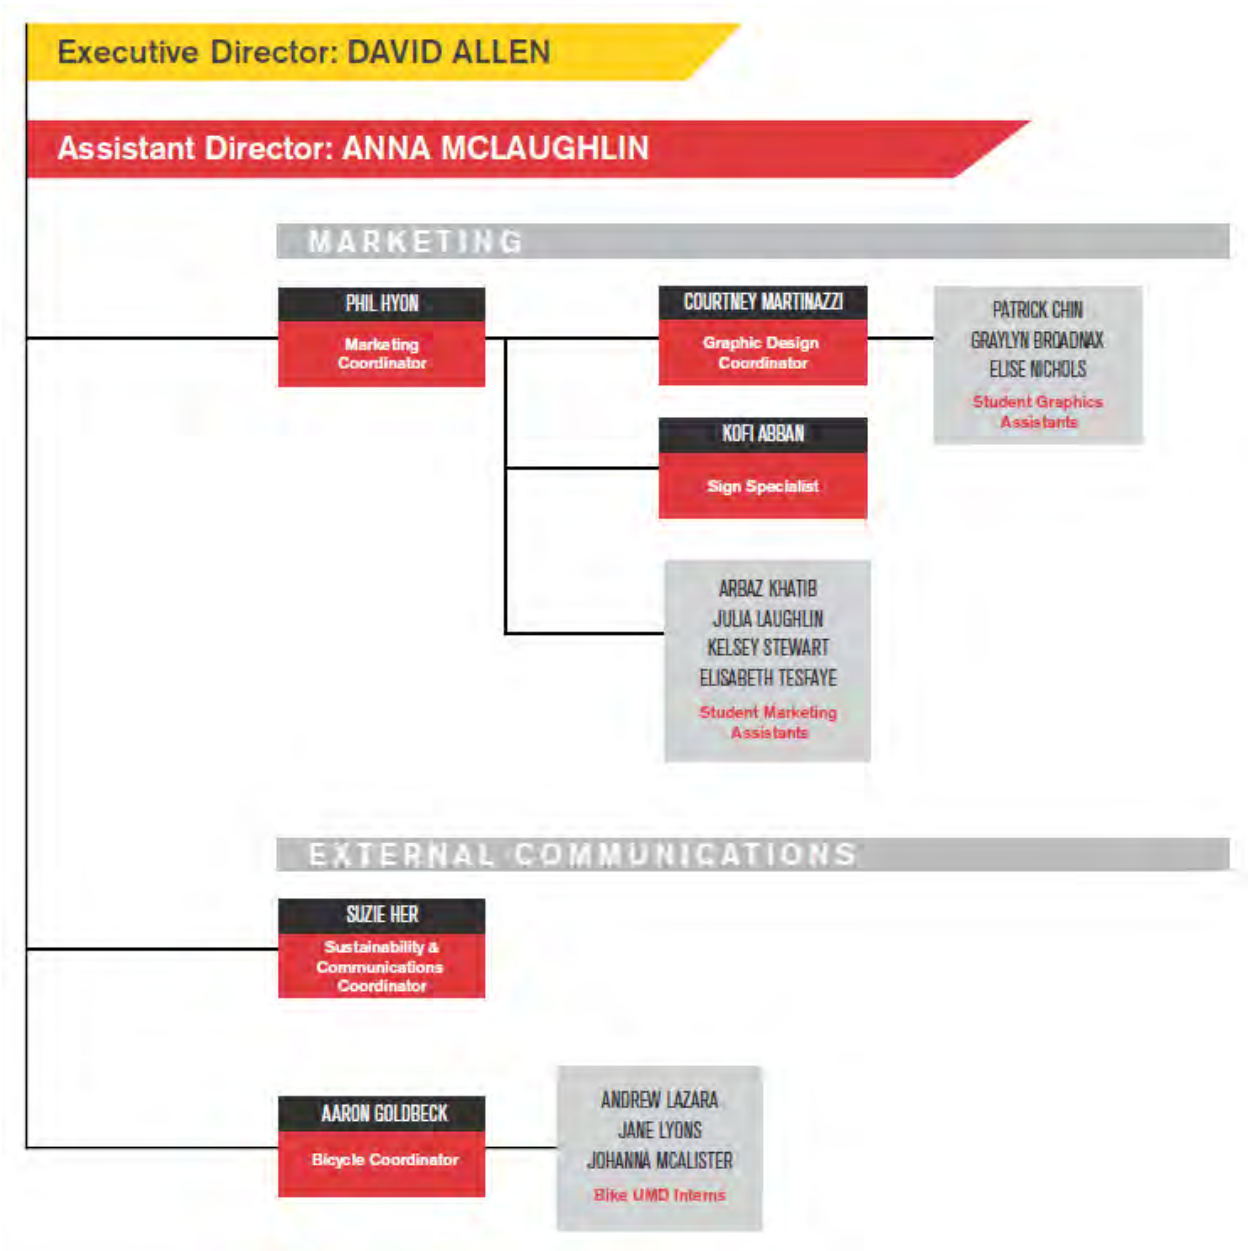 Executive Director: DAVID ALLEN
Assistant Director: ANNA MCLAUGHLIN
MARKETING
PHIL HYON
Marketing
Coordinator
COURTNEY MARTINAZZI
Graphic Design
Coordinator
PATRICK CHIN
GRAYLYN BROADNAX
ELISE NICHOLS
Student Graphics
Assistants
KOFI ABBAN
Sign Specialist
ARBAZ KHATIB
JULIA LAUGHLIN
KELSEY STEWART
ELISABETH TESFAYE
Student Marketing
Assistants
EXTERNAL COMMUNICATIONS
SUZIE HER
Sustainability &
Communications
Coordinator
AARON GOLDBECK
Bicycle Coordinator
ANDREW LAZARA
JANE LYONS
JOHANNA MCALISTER
Bike UMD Interns